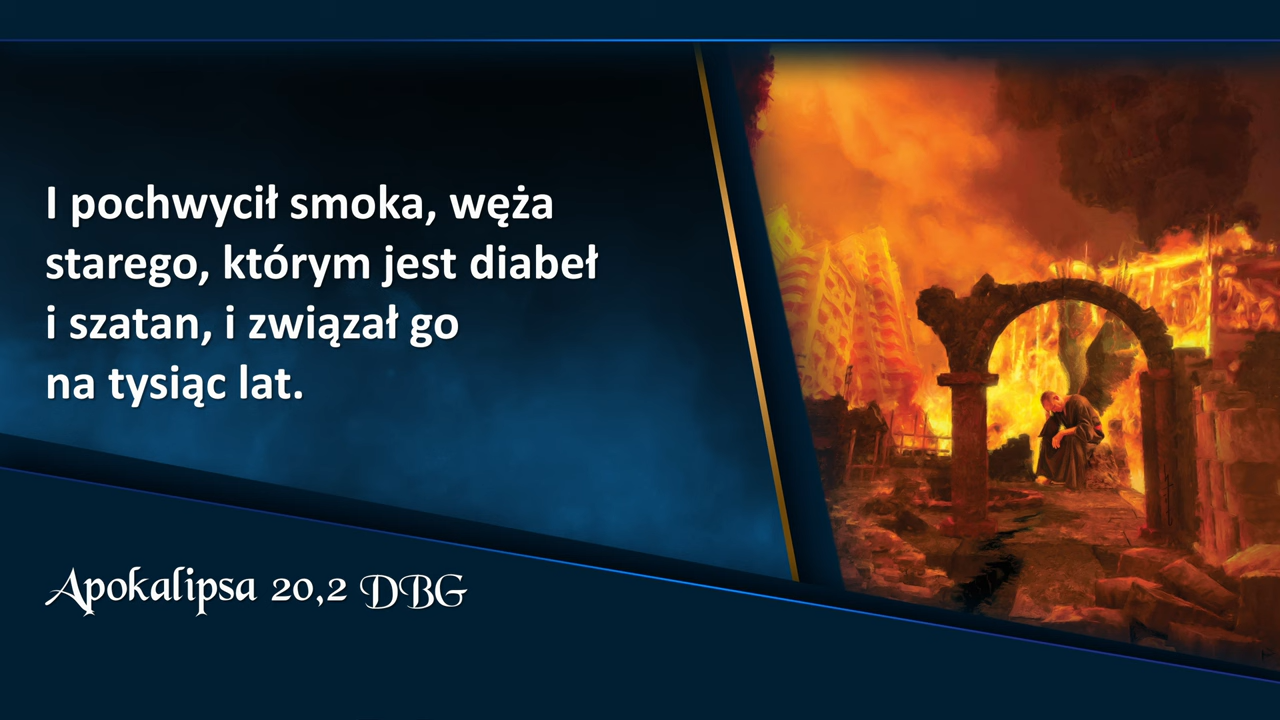 I pochwycił smoka, węża
starego, którym jest diabeł
i szatan, i związał go
na tysiąc lat.
Apokalipsa 20,2 DBG